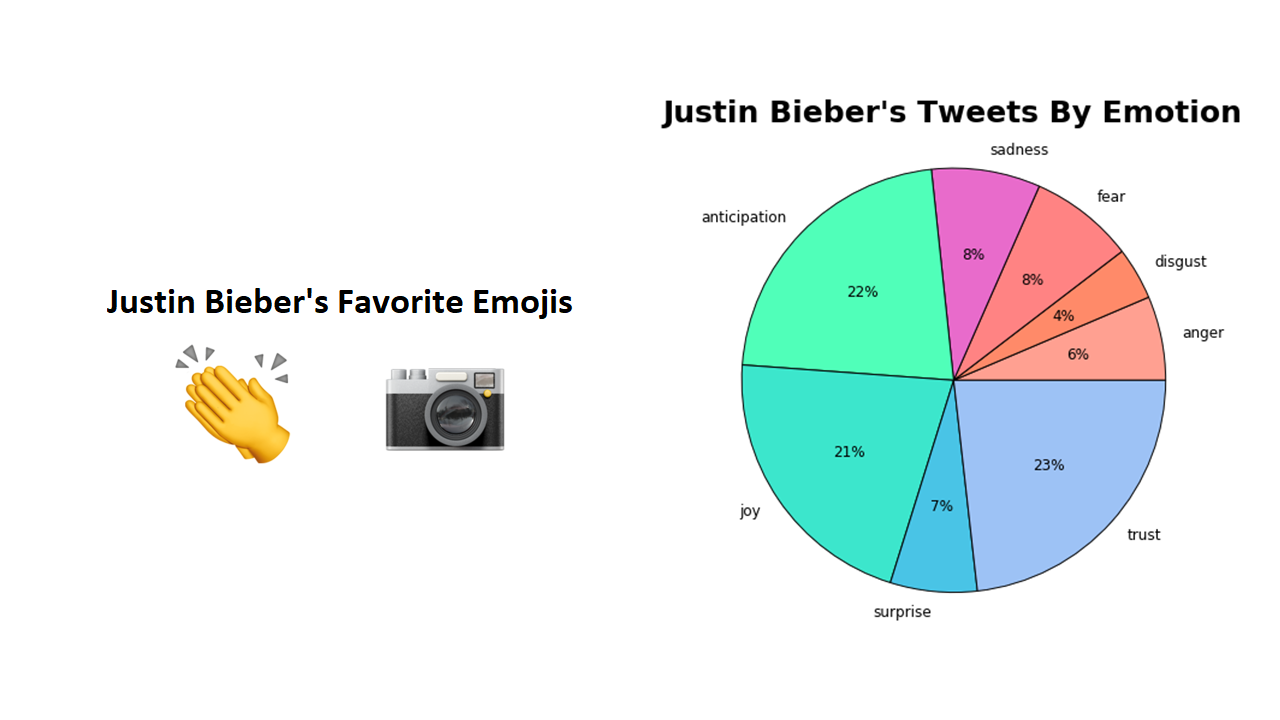 Justin Bieber's Favorite Emojis
Justin Bieber's Tweets By Emotion
sadness
fear
anticipation
disgust
8%
8%
22%
4%
anger
6%
21%
23%
7%
joy
trust
surprise